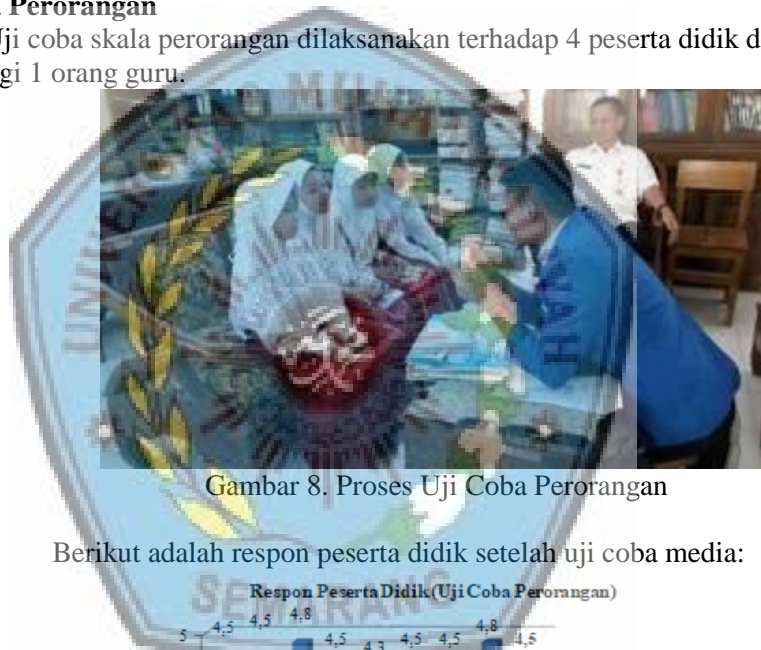 Perorangan
Uji coba skala perorangan dilaksanakan terhadap 4 peserta didik
gi 1 orang guru.
Gambar 8. Proses Uji Coba Perorangan
Berikut adalah respon peserta didik setelah uji coba media:
SEMARANG
Respon Peserta Didik (Uji Coba Perorangan)
5 4,5 4,5 4,8 4,5 4,3 4,5 4,5 4,8 4,5